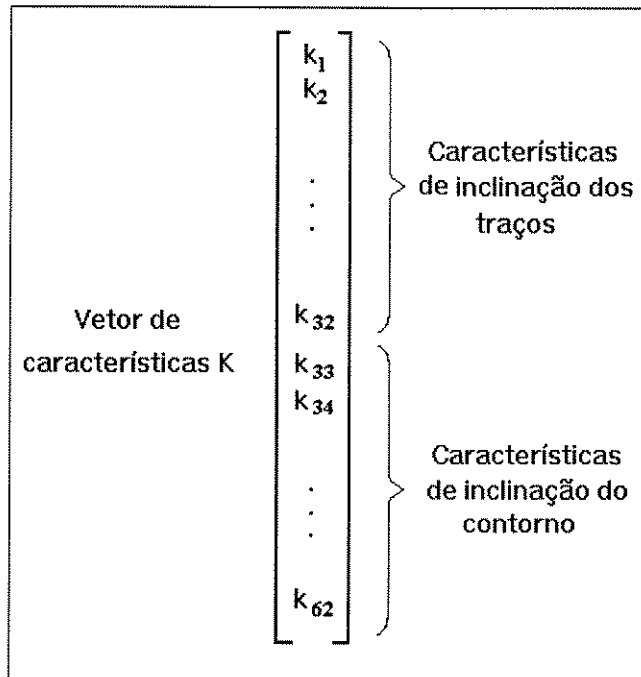 k1
k2
.
.
.
k32
k33
k34
.
.
.
k62
Vetor de
características K
Características
de inclinação dos
traços
Características
de inclinação do
contorno